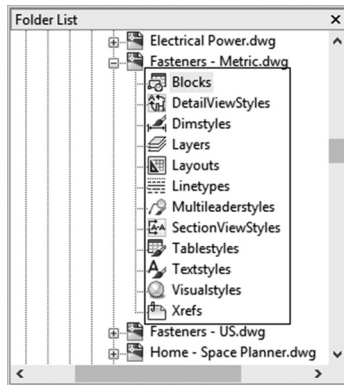 Folder List
Electrical Power.dwg
Fasteners - Metric.dwg
Blocks
DetailViewStyles
Dimstyles
Layers
Layouts
Linetypes
Multileaderstyles
SectionViewStyles
Tablestyles
Textstyles
Visualstyles
Xrefs
Fasteners - US.dwg
Home - Space Planner.dwg